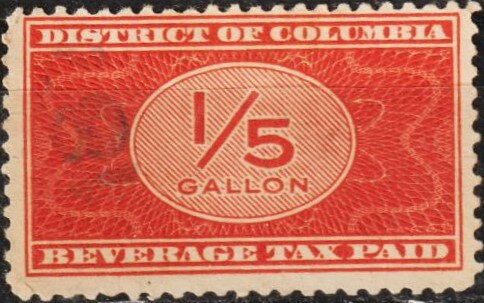 DISTRICT OF COLUMBIA
1/5
GALLON
BEVERAGE TAX PAID